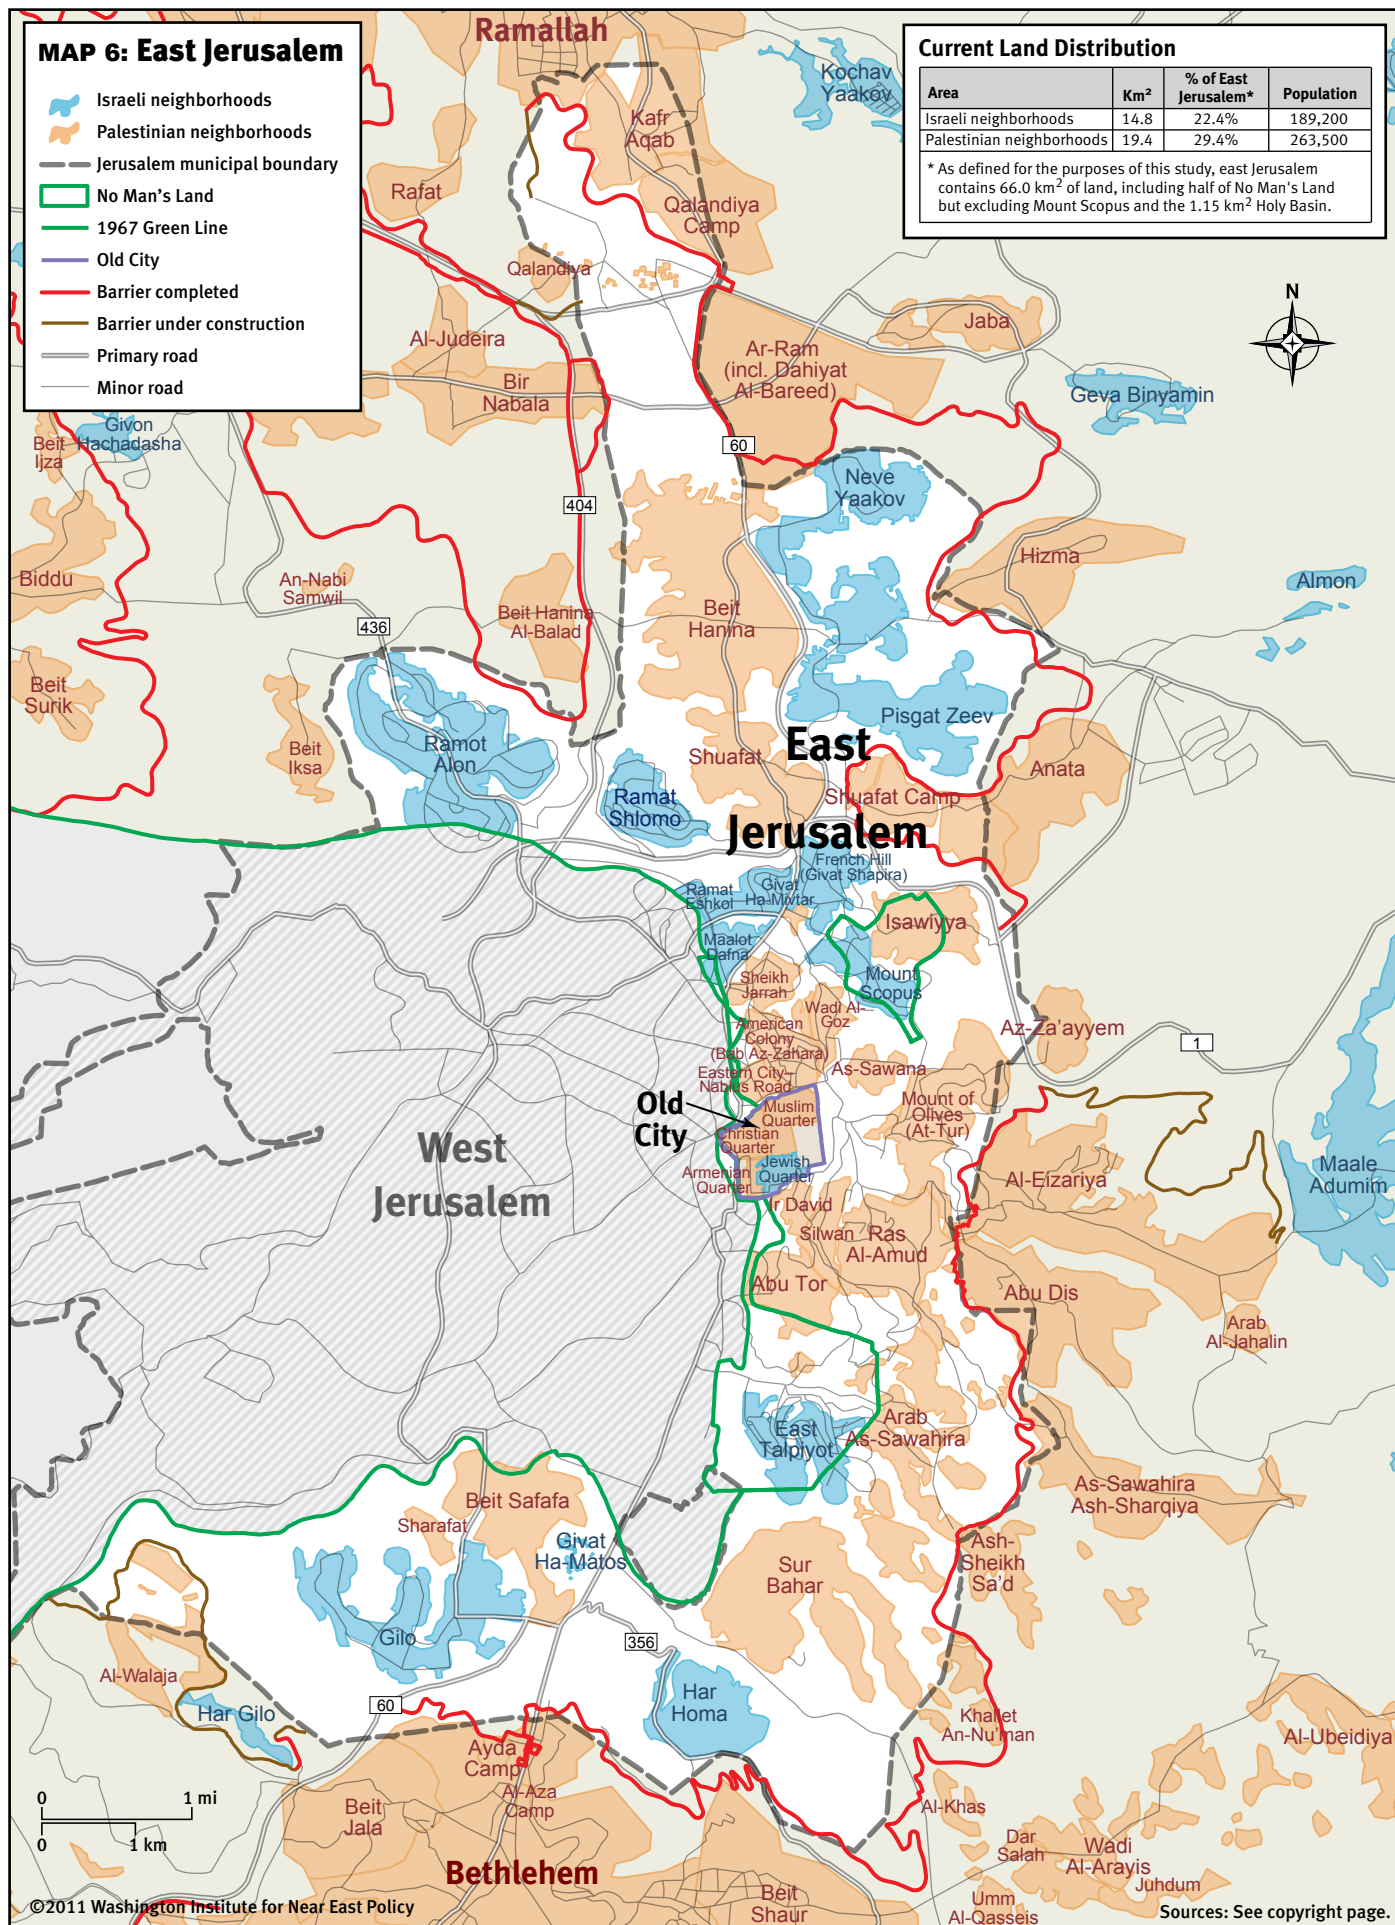 MAP 6: East Jerusalem
Israeli neighborhoods
Palestinian neighborhoods
Jerusalem municipal boundary
No Man's Land
1967 Green Line
Old City
Barrier completed
Barrier under construction
Primary road
Minor road
Current Land Distribution
Area Km² % of East Jerusalem* Population
Israeli neighborhoods 14.8 22.4% 189,200
Palestinian neighborhoods 19.4 29.4% 263,500
* As defined for the purposes of this study, east Jerusalem
contains 66.0 km² of land, including half of No Man's Land
but excluding Mount Scopus and the 1.15 km² Holy Basin.
N
Ramallah
Kochav
Yaakov
Kafr
Aqab
Rafat
Qalandiya
Camp
Qalandiya
Al-Judeira
Jaba
Ar-Ram
(incl. Dahiyat
Al-Bareed)
Bir
Nabala
Geva Binyamin
Givon
Hachadasha
Beit
Ijza
60
Neve
Yaakov
404
Hizma
Biddu
An-Nabi
Samwil
Almon
Beit Hanina
Al-Balad
Beit
Hanina
436
Beit
Surik
Pisgat Zeev
Ramot
Alon
Beit
Iksa
Shuafat
East
Jerusalem
Anata
Ramat
Shlomo
Shuafat Camp
French Hill
(Givat Shapira)
Ramat
Eshkol
Givat
Ha-Mivtar
Isawiyya
Maalot
Dafna
Sheikh
Jarrah
Mount
Scopus
Wadi Al-
Goz
American
Colony
(Bab Az-Zahara)
Az-Za'ayyem
1
Eastern City–
Nablus Road
As-Sawana
Old
City
Muslim
Quarter
Mount of
Olives
(At-Tur)
Christian
Quarter
West
Jerusalem
Jewish
Quarter
Armenian
Quarter
Al-Eizariya
Maale
Adumim
Ir David
Silwan
Ras
Al-Amud
Abu Tor
Abu Dis
Arab
Al-Jahalin
East
Talpiyot
Arab
As-Sawahira
As-Sawahira
Ash-Sharqiya
Beit Safafa
Sharafat
Givat
Ha-Matos
Ash-
Sheikh
Sa'd
Sur
Bahar
Gilo
356
Al-Walaja
Har Gilo
60
Har
Homa
Khallet
An-Nu'man
Al-Ubeidiya
Ayda
Camp
Al-Aza
Camp
Al-Khas
Beit
Jala
Dar
Salah
Wadi
Al-Arayis
Juhdum
Bethlehem
Beit
Shaur
Umm
Al-Qasseis
0 1 mi
0 1 km
©2011 Washington Institute for Near East Policy
Sources: See copyright page.